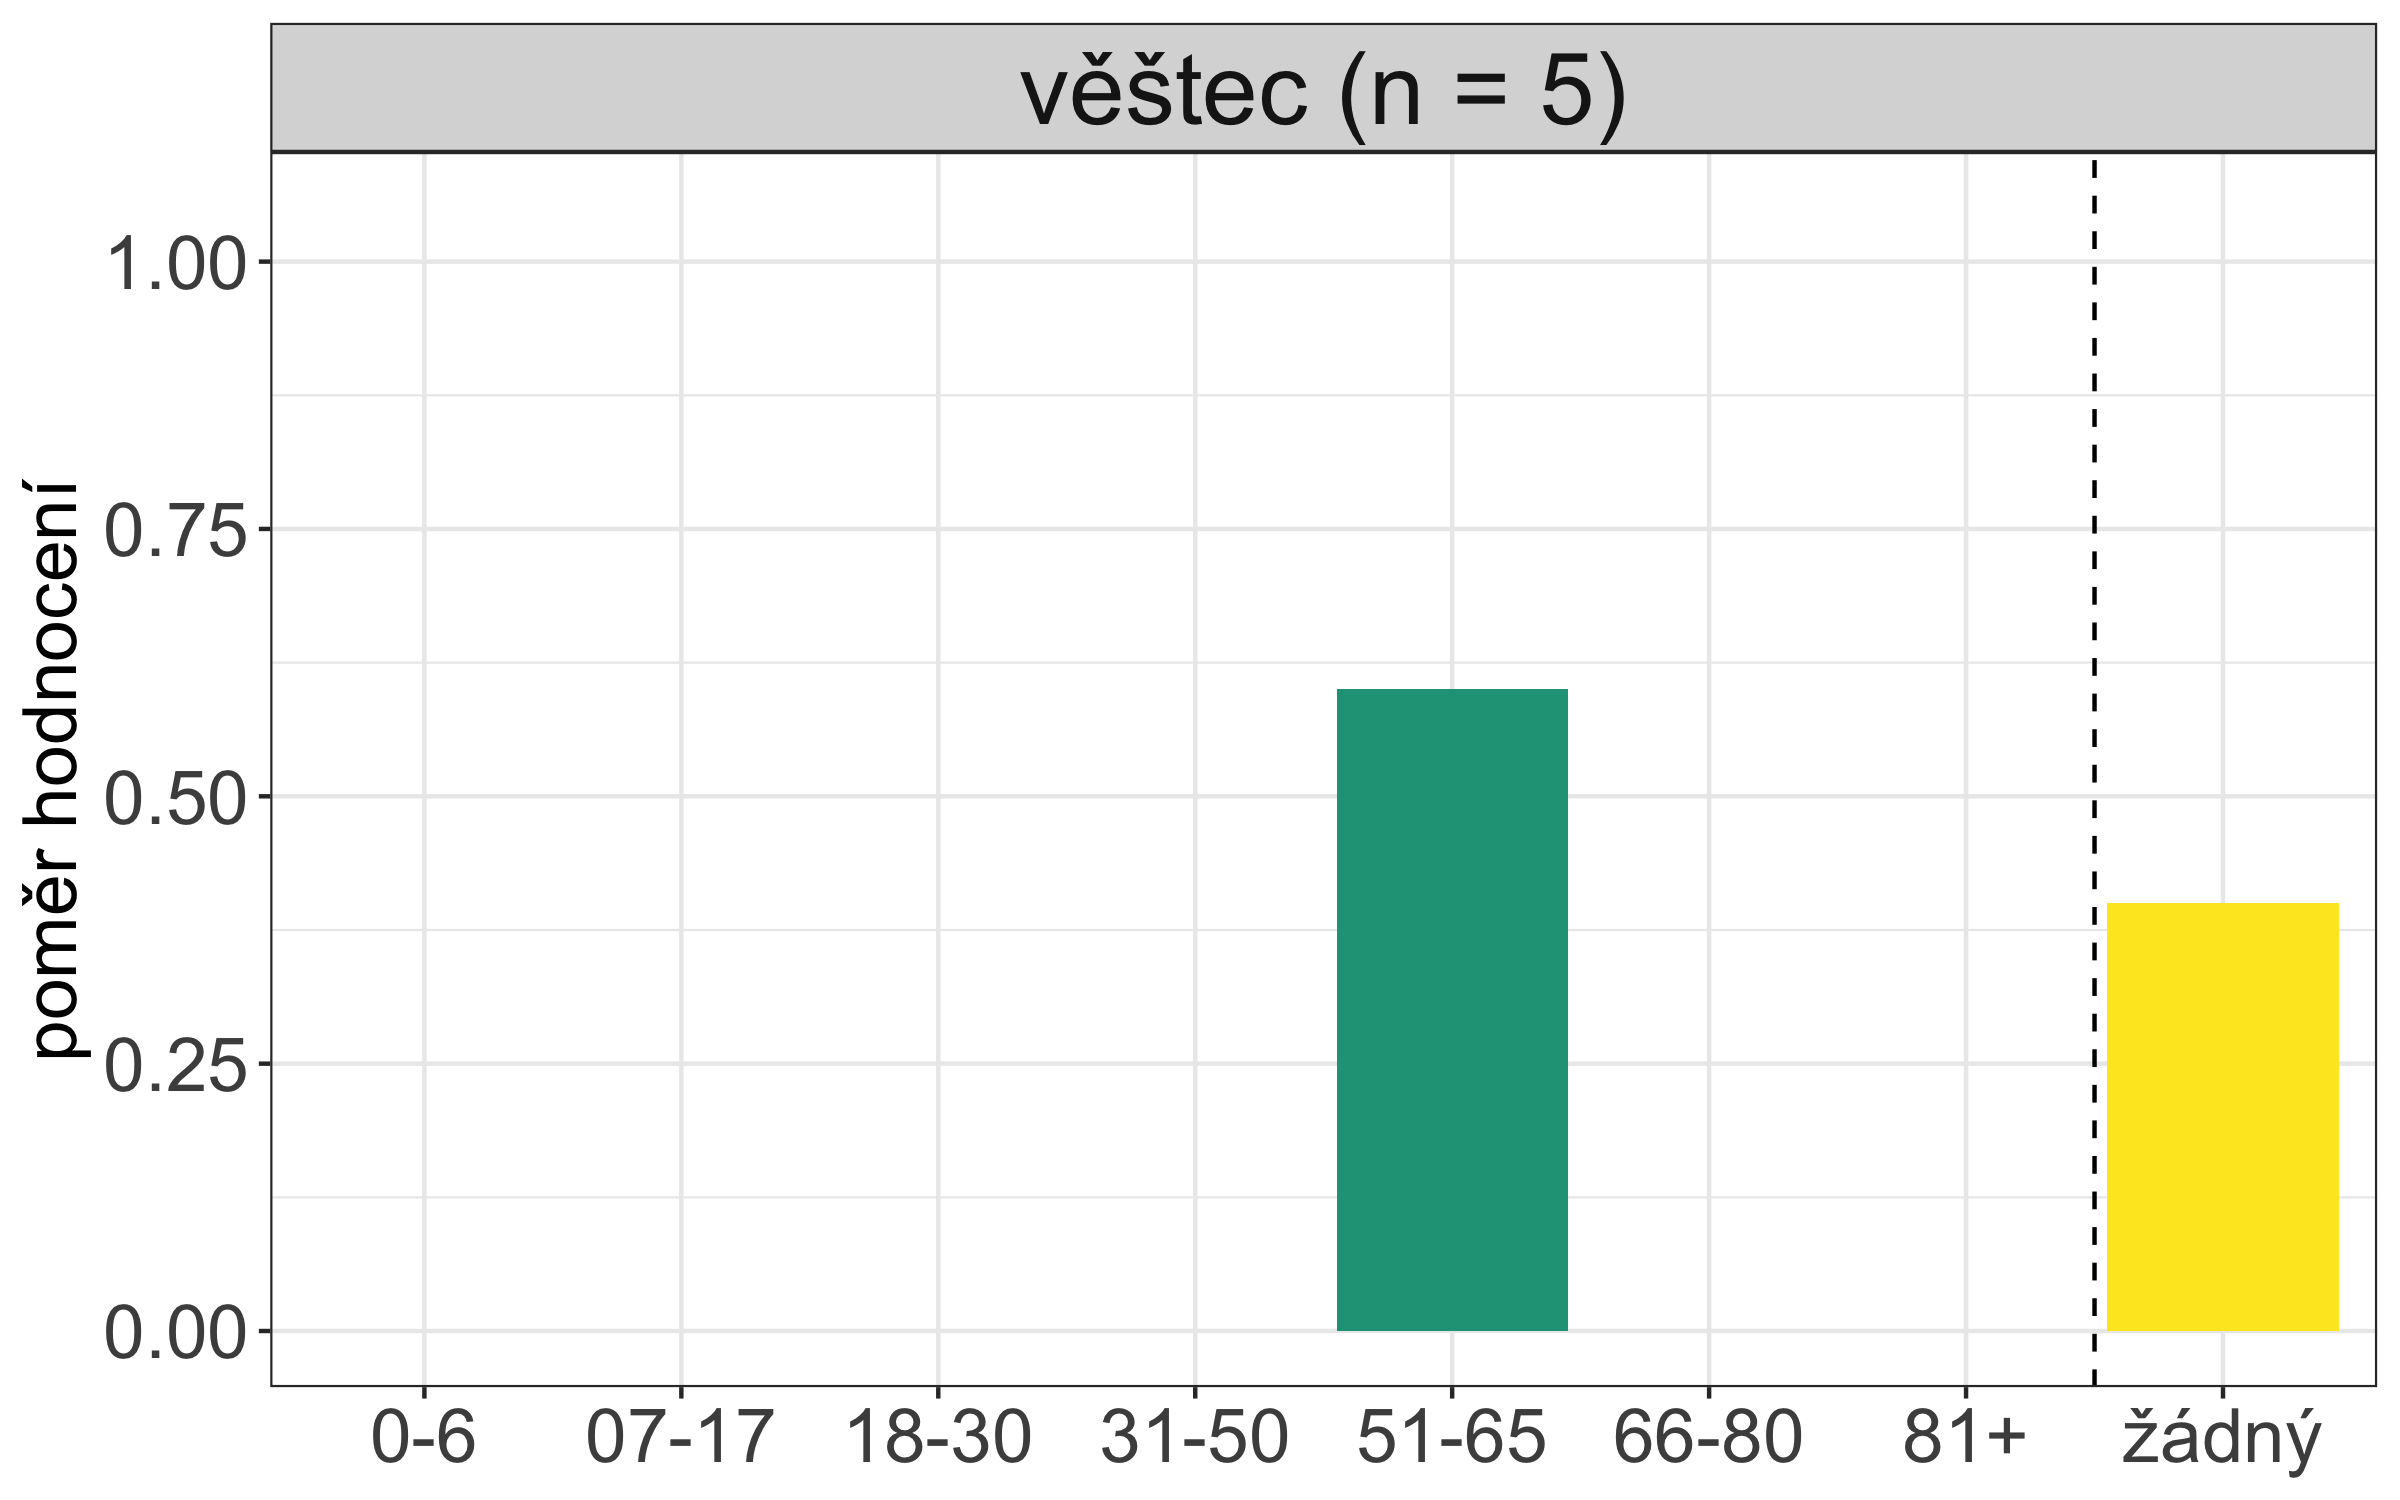 věštec (n = 5)
poměr hodnocení
1.00
0.75
0.50
0.25
0.00
0-6 07-17 18-30 31-50 51-65 66-80 81+ žádný